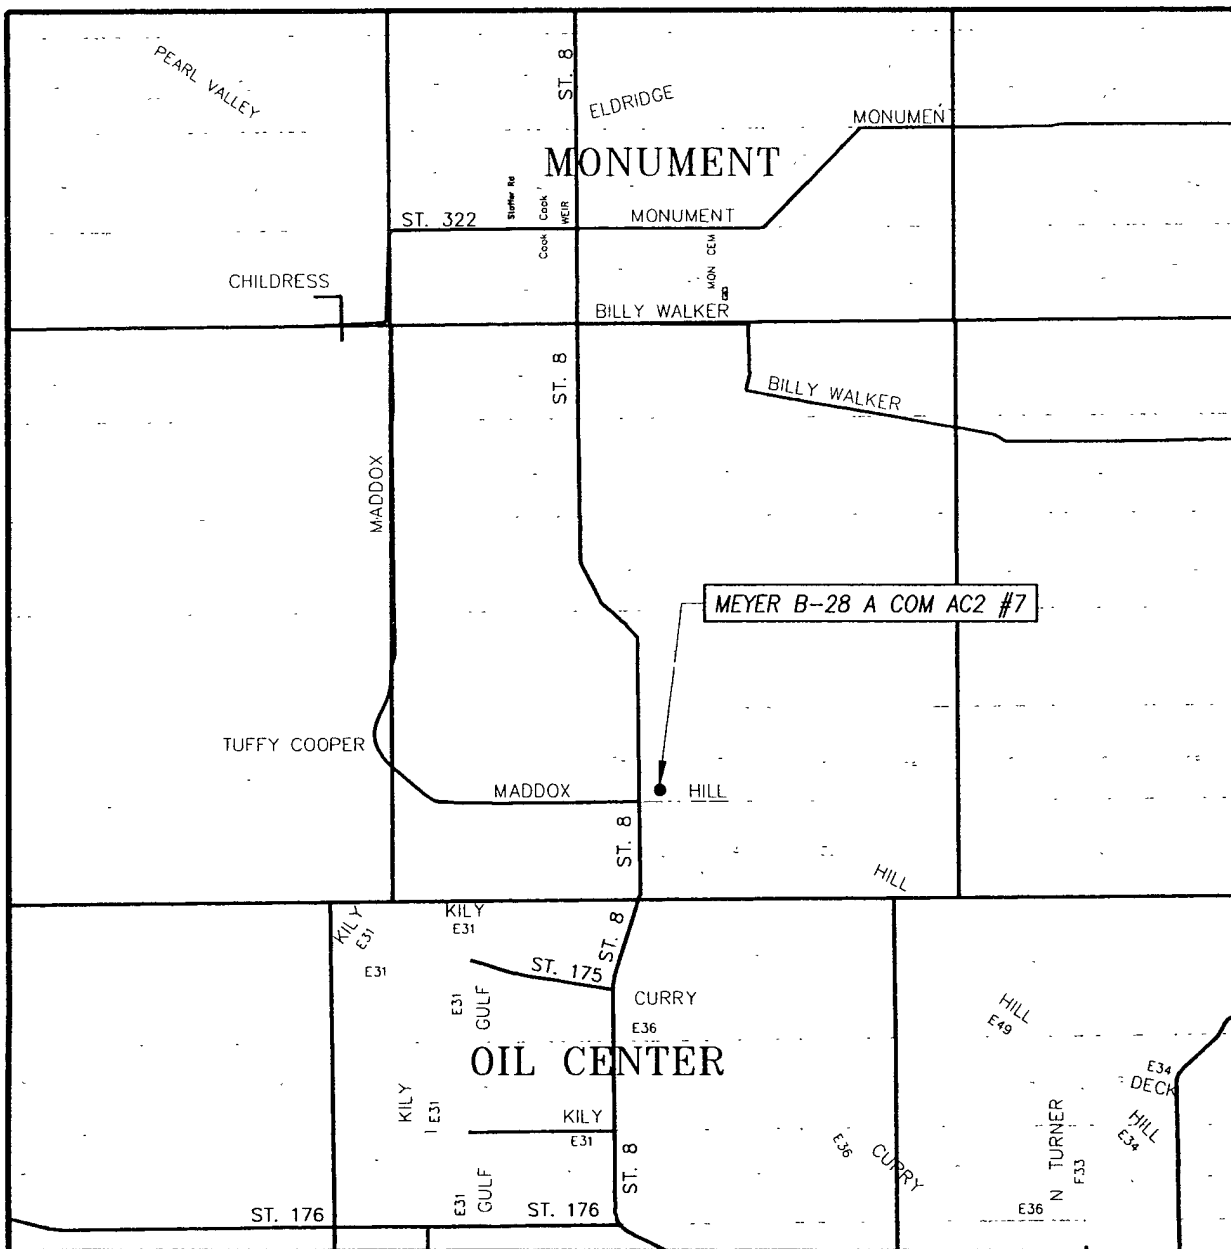 PEARL VALLEY
ST. 8
ELDRIDGE
MONUMENT
MONUMENT
ST. 322
Cook
Cook
WEIR
MONUMENT
MON CEM
CHILDRESS
BILLY WALKER
ST. 8
BILLY WALKER
MADDOX
MEYER B-28 A COM AC2 #7
TUFFY COOPER
MADDOX
HILL
ST. 8
HILL
KILY
E31
KILY
E31
ST. 8
E31
ST. 175
E31
GULF
CURRY
E36
HILL
E49
OIL CENTER
E34
DECK
KILY
E31
KILY
E31
HILL
E34
E36
CURRY
N TURNER
F33
ST. 8
E31
GULF
ST. 176
ST. 176
E36